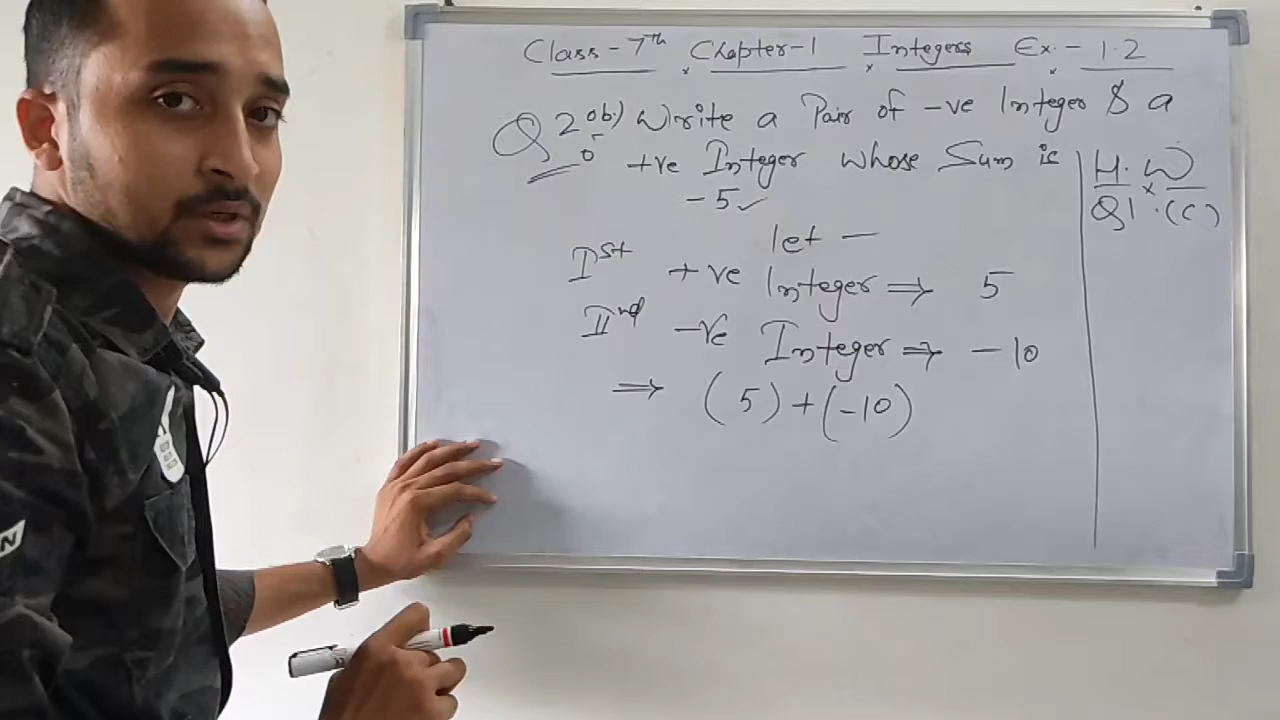 Class-7th Chapter-1 Integers Ex.- 1.2
Q 2 b.) Write a Pair of -ve Integer & a
+ve Integer whose Sum is
-5 ✓
let —
Ist +ve Integer ⇒ 5
IInd -ve Integer ⇒ -10
⇒ (5)+(-10)
H.W
Q1.(c)
N